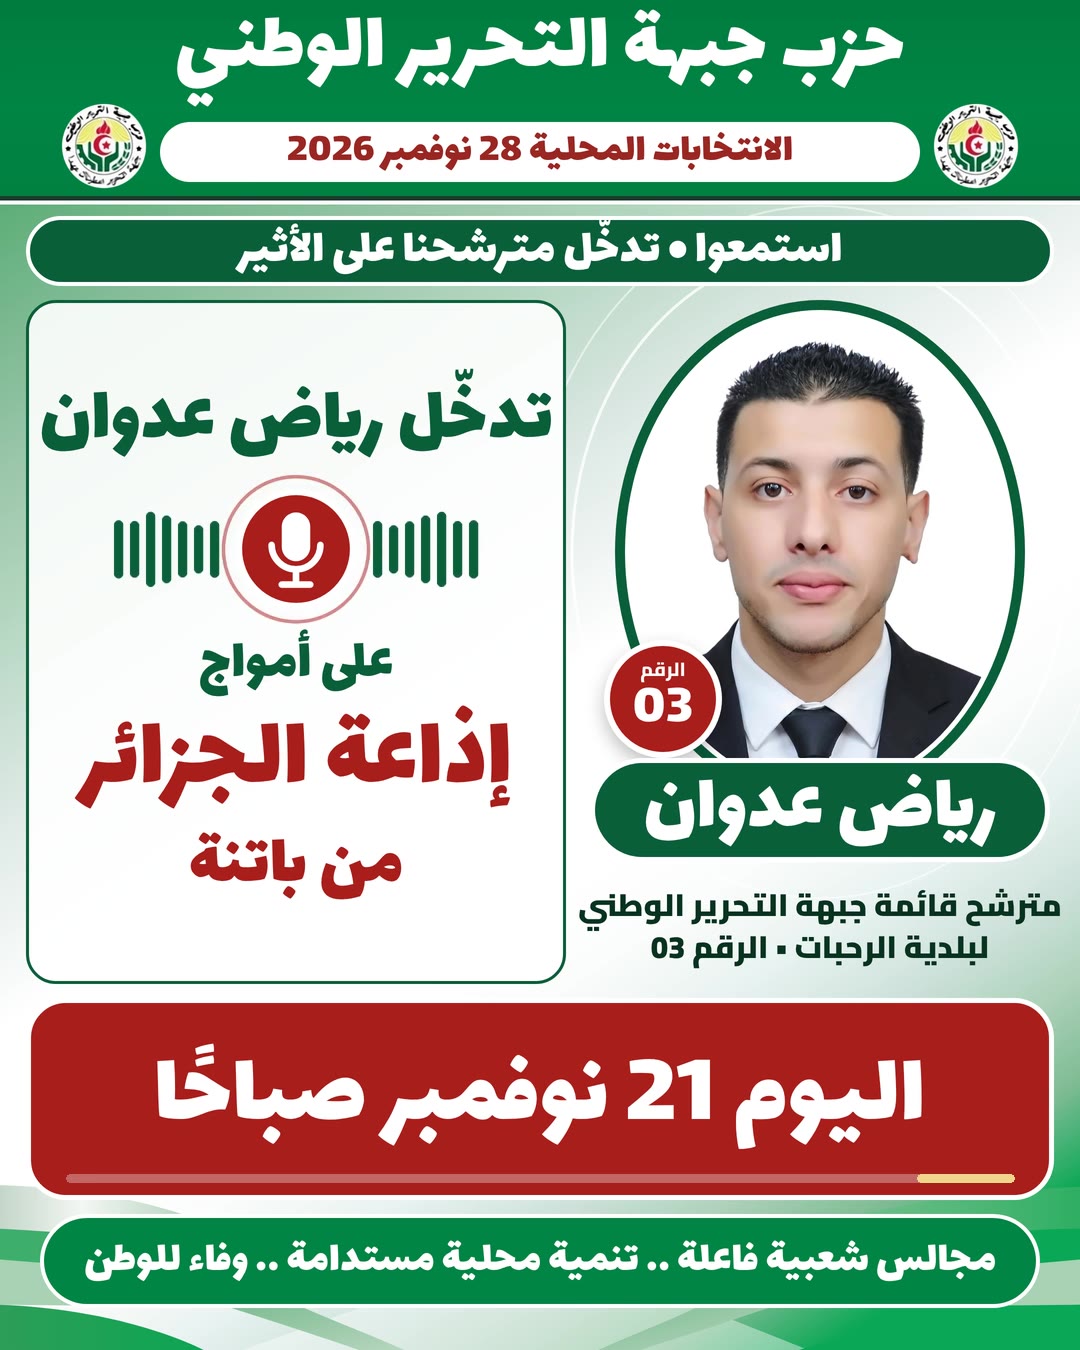 حزب جبهة التحرير الوطني
الانتخابات المحلية 28 نوفمبر 2026
استمعوا • تدخّل مترشحنا على الأثير
تدخّل رياض عدوان
على أمواج
إذاعة الجزائر
من باتنة
الرقم
03
رياض عدوان
مترشح قائمة جبهة التحرير الوطني
لبلدية الرحبات ▪ الرقم 03
اليوم 21 نوفمبر صباحًا
مجالس شعبية فاعلة .. تنمية محلية مستدامة .. وفاء للوطن